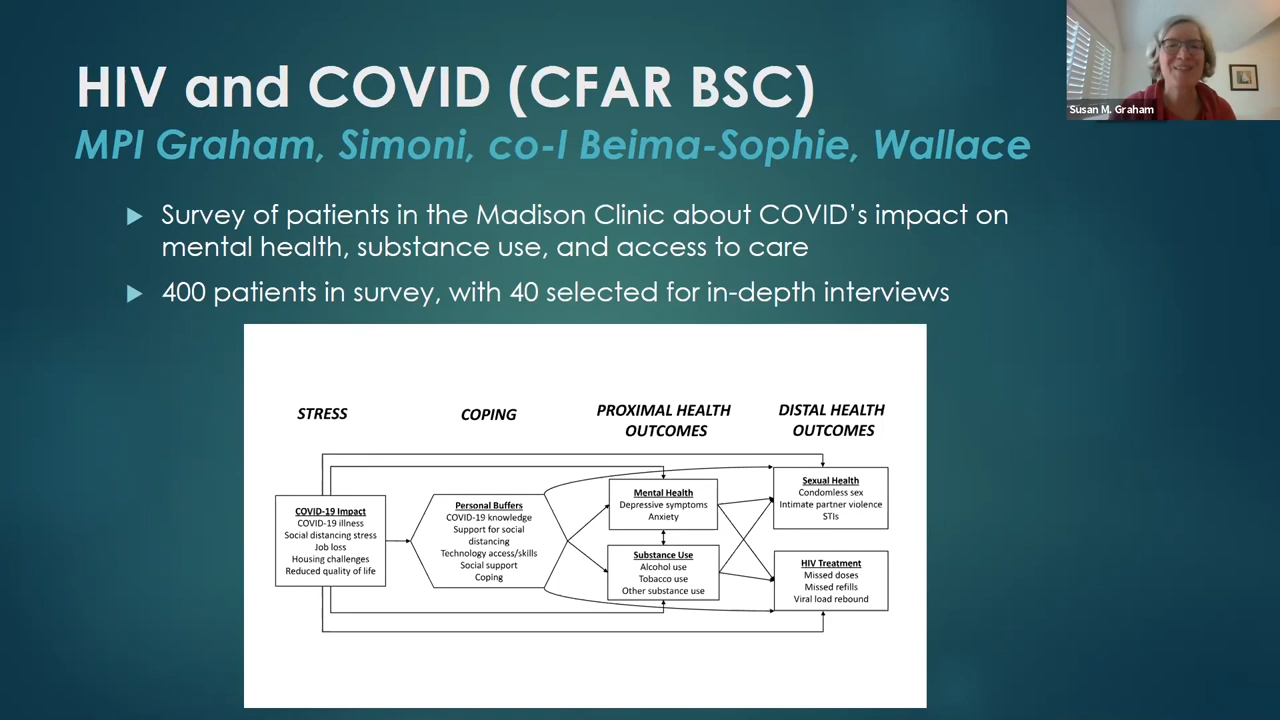 HIV and COVID (CFAR BSC)
MPI Graham, Simoni, co-I Beima-Sophie, Wallace
Susan M. Graham
Survey of patients in the Madison Clinic about COVID’s impact on
mental health, substance use, and access to care
400 patients in survey, with 40 selected for in-depth interviews
STRESS
COPING
PROXIMAL HEALTH
OUTCOMES
DISTAL HEALTH
OUTCOMES
COVID-19 Impact
COVID-19 illness
Social distancing stress
Job loss
Housing challenges
Reduced quality of life
Personal Buffers
COVID-19 knowledge
Support for social
distancing
Technology access/skills
Social support
Coping
Mental Health
Depressive symptoms
Anxiety
Substance Use
Alcohol use
Tobacco use
Other substance use
Sexual Health
Condomless sex
Intimate partner violence
STIs
HIV Treatment
Missed doses
Missed refills
Viral load rebound